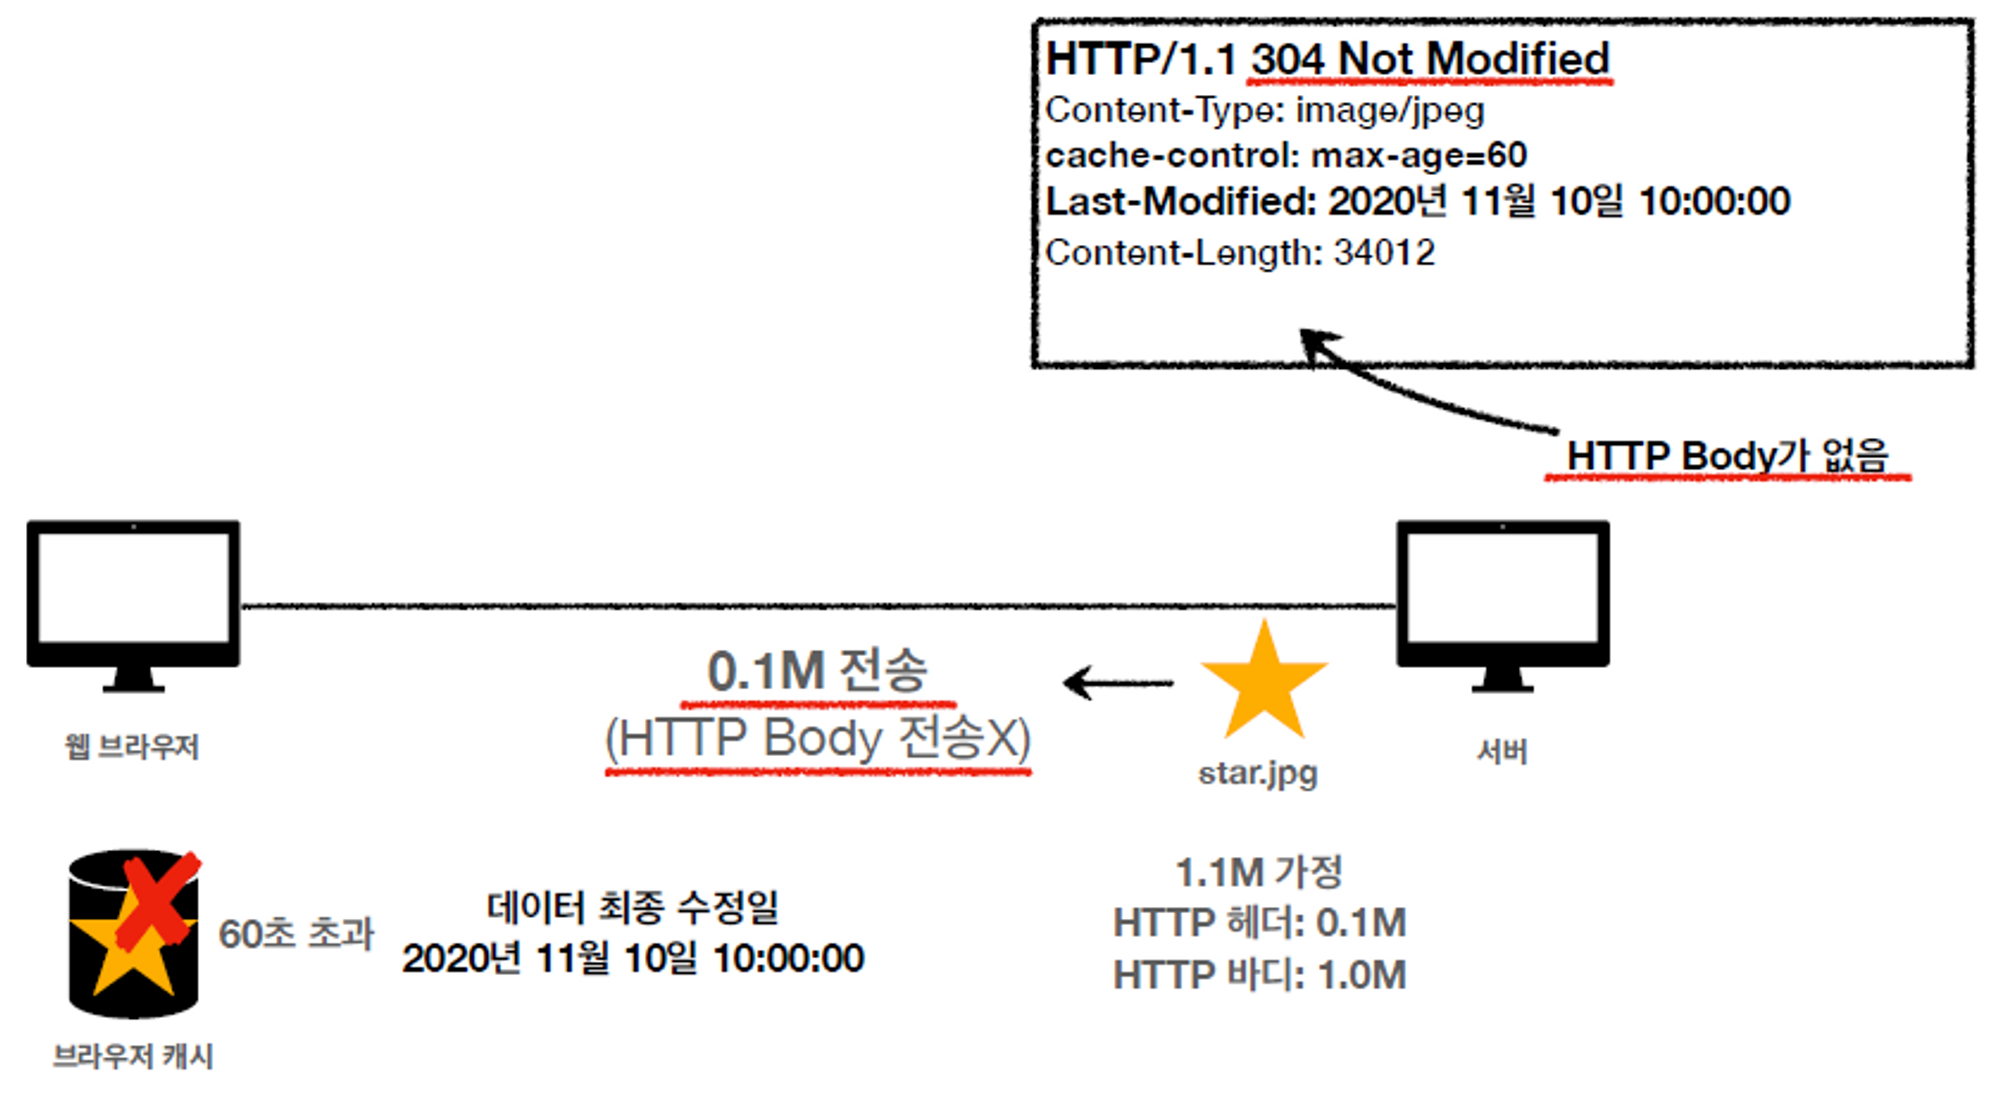 HTTP/1.1 304 Not Modified
Content-Type: image/jpeg
cache-control: max-age=60
Last-Modified: 2020년 11월 10일 10:00:00
Content-Length: 34012
HTTP Body가 없음
0.1M 전송
(HTTP Body 전송X)
웹 브라우저
star.jpg
서버
60초 초과
데이터 최종 수정일
2020년 11월 10일 10:00:00
1.1M 가정
HTTP 헤더: 0.1M
HTTP 바디: 1.0M
브라우저 캐시